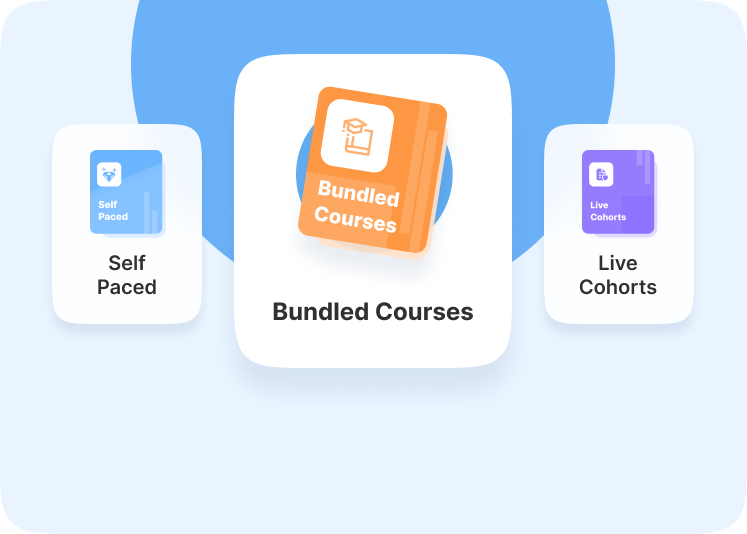 Self
Paced
Self
Paced
Bundled
Courses
Bundled Courses
Live
Cohorts
Live
Cohorts